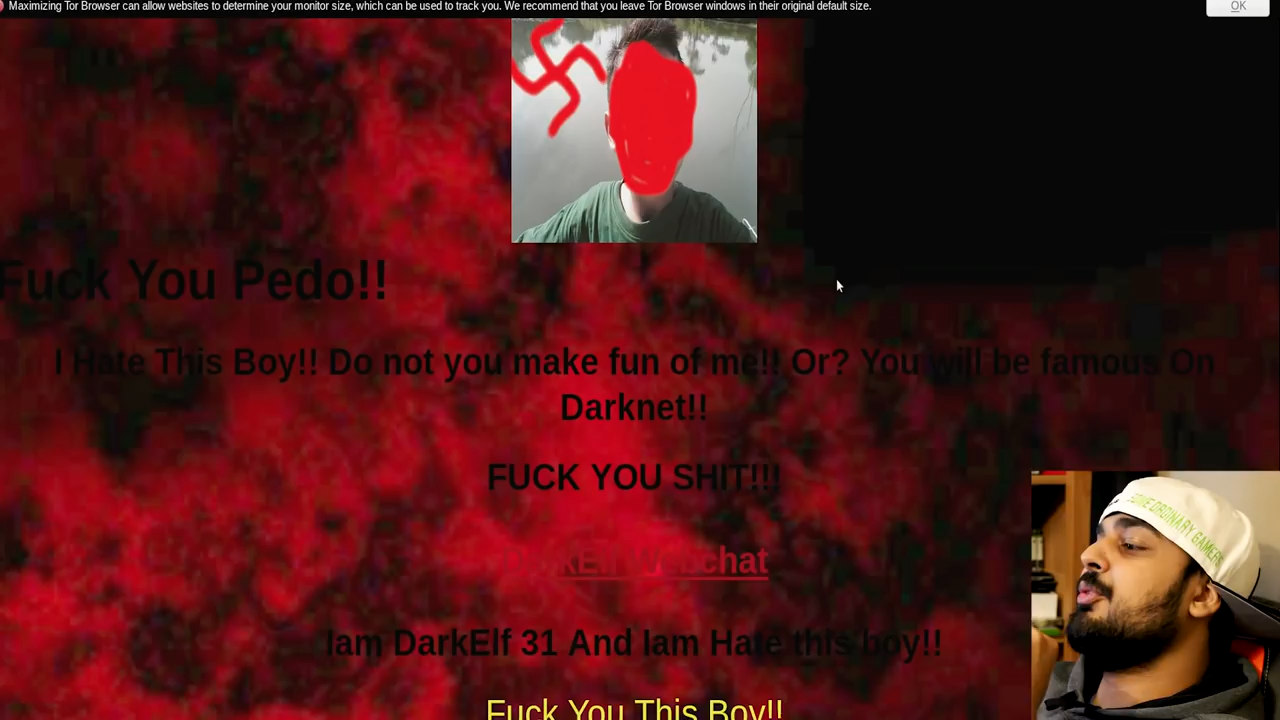 Maximizing Tor Browser can allow websites to determine your monitor size, which can be used to track you. We recommend that you leave Tor Browser windows in their original default size.
OK
Fuck You Pedo!!
I Hate This Boy!! Do not you make fun of me!! Or? You will be famous On
Darknet!!
FUCK YOU SHIT!!!
SOME ORDINARY GAMERS
Iam DarkElf 31 And Iam Hate this boy!!
Fuck You This Boy!!